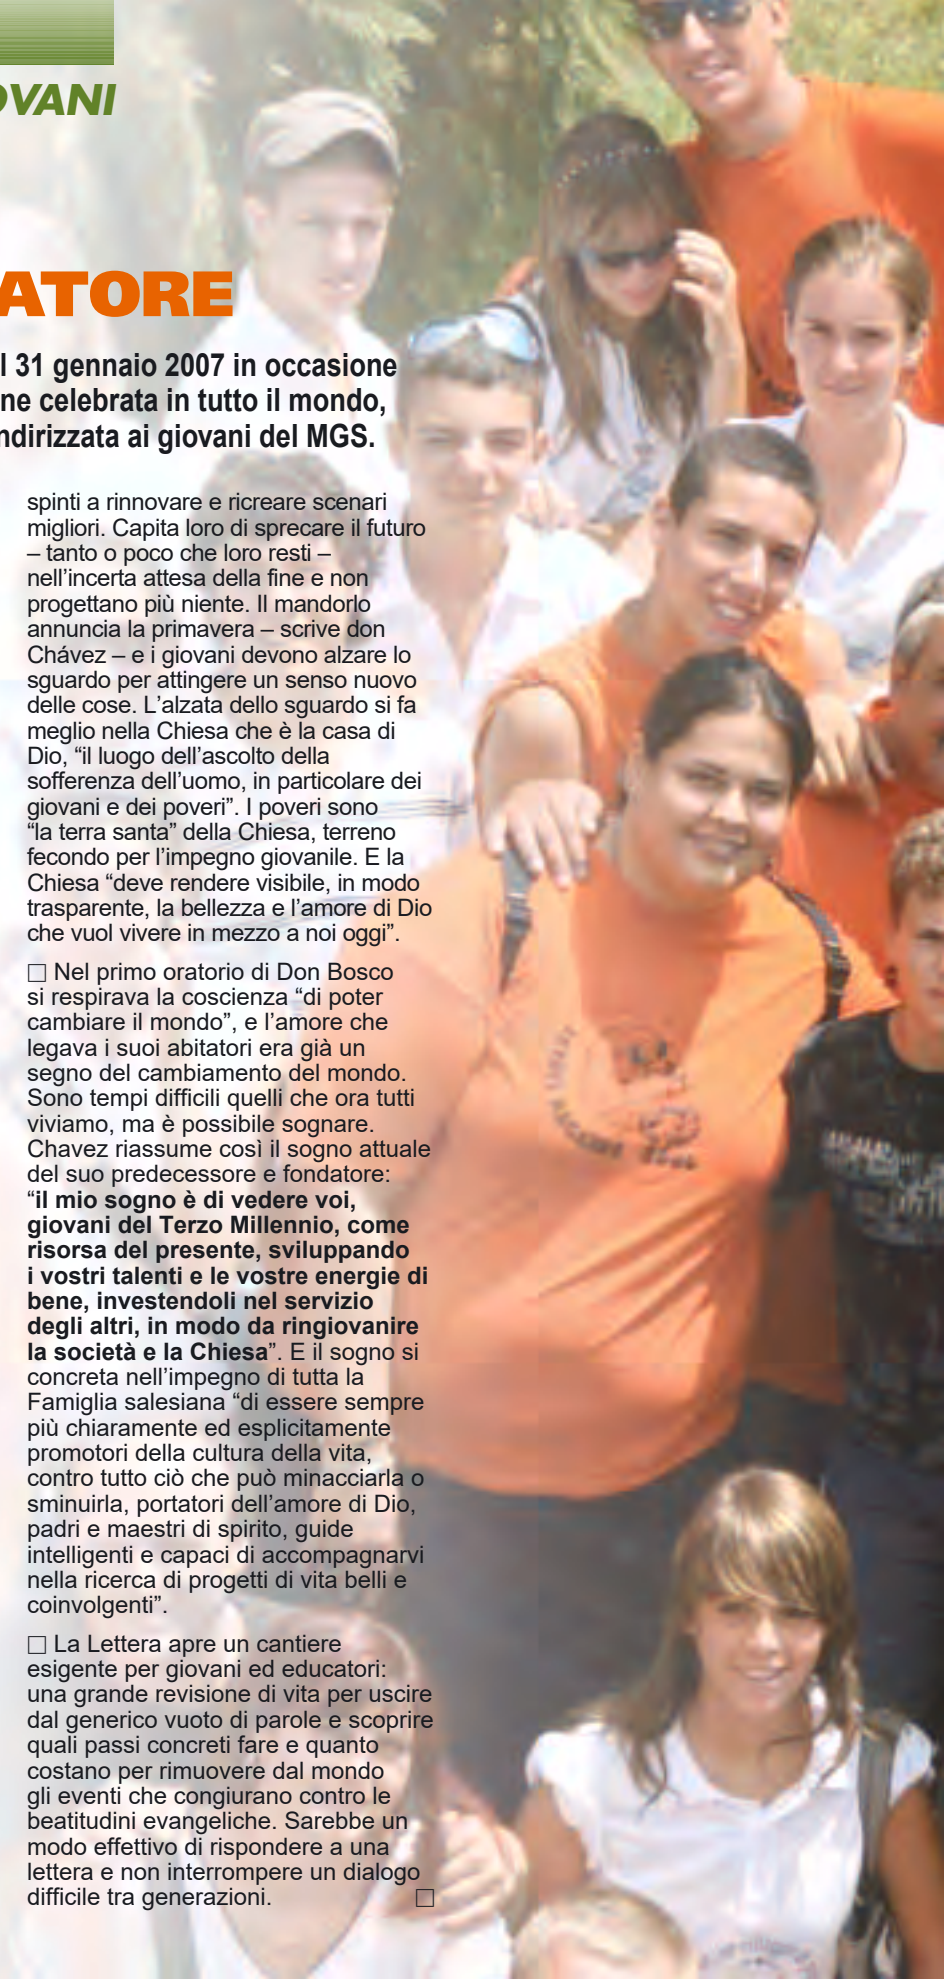 OVANI
ATORE
l 31 gennaio 2007 in occasione
ne celebrata in tutto il mondo,
ndirizzata ai giovani del MGS.
spinti a rinnovare e ricreare scenari
migliori. Capita loro di sprecare il futuro
– tanto o poco che loro resti –
nell’incerta attesa della fine e non
progettano più niente. Il mandorlo
annuncia la primavera – scrive don
Chávez – e i giovani devono alzare lo
sguardo per attingere un senso nuovo
delle cose. L’alzata dello sguardo si fa
meglio nella Chiesa che è la casa di
Dio, “il luogo dell’ascolto della
sofferenza dell’uomo, in particolare dei
giovani e dei poveri”. I poveri sono
“la terra santa” della Chiesa, terreno
fecondo per l’impegno giovanile. E la
Chiesa “deve rendere visibile, in modo
trasparente, la bellezza e l’amore di Dio
che vuol vivere in mezzo a noi oggi”.
□ Nel primo oratorio di Don Bosco
si respirava la coscienza “di poter
cambiare il mondo”, e l’amore che
legava i suoi abitatori era già un
segno del cambiamento del mondo.
Sono tempi difficili quelli che ora tutti
viviamo, ma è possibile sognare.
Chavez riassume così il sogno attuale
del suo predecessore e fondatore:
“il mio sogno è di vedere voi,
giovani del Terzo Millennio, come
risorsa del presente, sviluppando
i vostri talenti e le vostre energie di
bene, investendoli nel servizio
degli altri, in modo da ringiovanire
la società e la Chiesa”. E il sogno si
concreta nell’impegno di tutta la
Famiglia salesiana “di essere sempre
più chiaramente ed esplicitamente
promotori della cultura della vita,
contro tutto ciò che può minacciarla o
sminuirla, portatori dell’amore di Dio,
padri e maestri di spirito, guide
intelligenti e capaci di accompagnarvi
nella ricerca di progetti di vita belli e
coinvolgenti”.
□ La Lettera apre un cantiere
esigente per giovani ed educatori:
una grande revisione di vita per uscire
dal generico vuoto di parole e scoprire
quali passi concreti fare e quanto
costano per rimuovere dal mondo
gli eventi che congiurano contro le
beatitudini evangeliche. Sarebbe un
modo effettivo di rispondere a una
lettera e non interrompere un dialogo
difficile tra generazioni. □